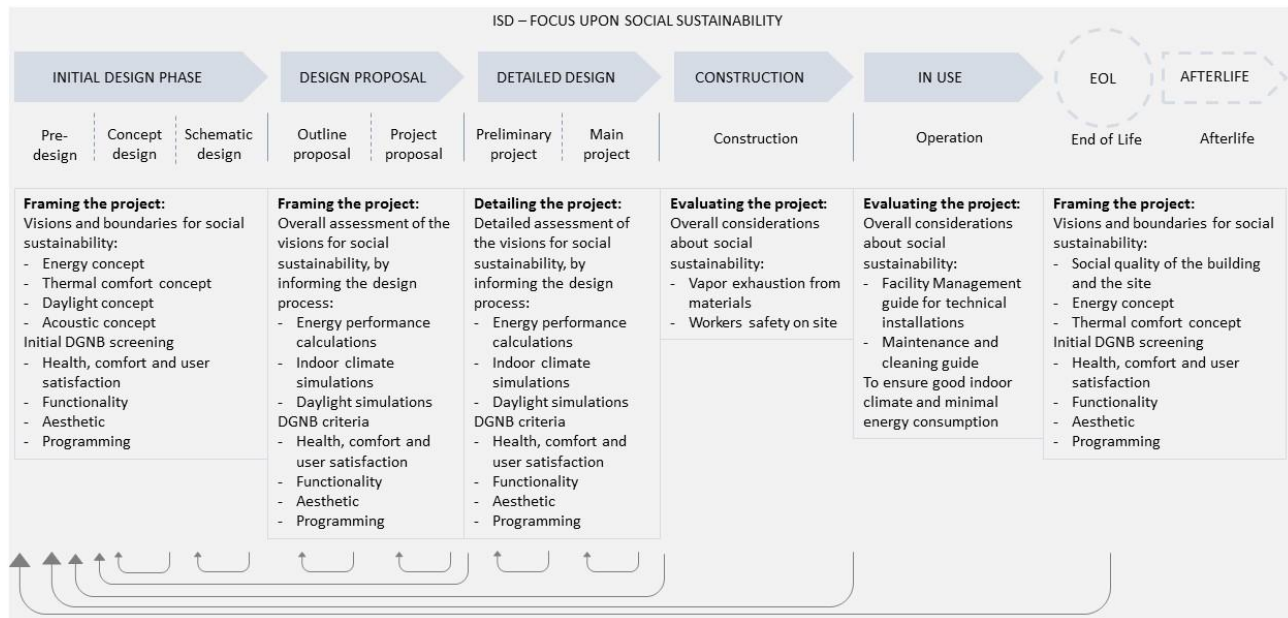 ISD – FOCUS UPON SOCIAL SUSTAINABILITY
INITIAL DESIGN PHASE
DESIGN PROPOSAL
DETAILED DESIGN
CONSTRUCTION
IN USE
EOL
AFTERLIFE
Pre-
design
Concept
design
Schematic
design
Outline
proposal
Project
proposal
Preliminary
project
Main
project
Construction
Operation
End of Life
Afterlife
Framing the project:
Visions and boundaries for social
sustainability:
- Energy concept
- Thermal comfort concept
- Daylight concept
- Acoustic concept
Initial DGNB screening
- Health, comfort and user
satisfaction
- Functionality
- Aesthetic
- Programming
Framing the project:
Overall assessment of the
visions for social
sustainability, by
informing the design
process:
- Energy performance
calculations
- Indoor climate
simulations
- Daylight simulations
DGNB criteria
- Health, comfort and
user satisfaction
- Functionality
- Aesthetic
- Programming
Detailing the project:
Detailed assessment of
the visions for social
sustainability, by
informing the design
process:
- Energy performance
calculations
- Indoor climate
simulations
- Daylight simulations
DGNB criteria
- Health, comfort and
user satisfaction
- Functionality
- Aesthetic
- Programming
Evaluating the project:
Overall considerations
about social
sustainability:
- Vapor exhaustion from
materials
- Workers safety on site
Evaluating the project:
Overall considerations
about social
sustainability:
- Facility Management
guide for technical
installations
- Maintenance and
cleaning guide
To ensure good indoor
climate and minimal
energy consumption
Framing the project:
Visions and boundaries for social
sustainability:
- Social quality of the building
and the site
- Energy concept
- Thermal comfort concept
Initial DGNB screening
- Health, comfort and user
satisfaction
- Functionality
- Aesthetic
- Programming